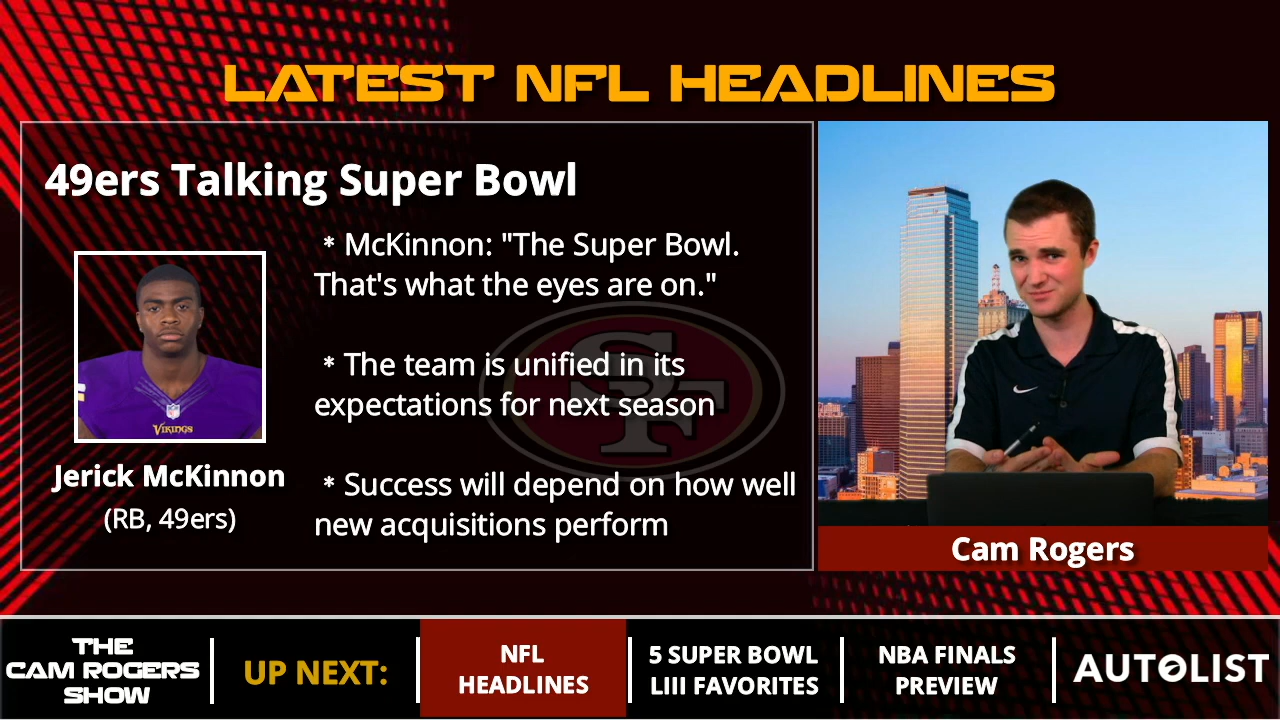 LATEST NFL HEADLINES
49ers Talking Super Bowl
* McKinnon: "The Super Bowl.
That's what the eyes are on."
* The team is unified in its
expectations for next season
* Success will depend on how well
new acquisitions perform
SF
VIKINGS
Jerick McKinnon
(RB, 49ers)
Cam Rogers
THE
CAM ROGERS
SHOW
UP NEXT:
NFL
HEADLINES
5 SUPER BOWL
LIII FAVORITES
NBA FINALS
PREVIEW
AUTOLIST